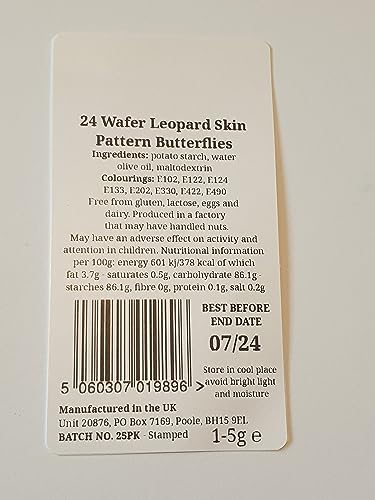 24 Wafer Leopard Skin
Pattern Butterflies
Ingredients: potato starch, water
olive oil, maltodextrin
Colourings: E102, E122, E124
E133, E202, E330, E422, E490
Free from gluten, lactose, eggs and
dairy. Produced in a factory
that may have handled nuts.
May have an adverse effect on activity and
attention in children. Nutritional information
per 100g: energy 601 kj/378 kcal of which
fat 3.7g - saturates 0.5g, carbohydrate 86.1g -
starches 86.1g, fibre 0g, protein 0.1g, salt 0.2g
BEST BEFORE
END DATE
07/24
Store in cool place
avoid bright light
and moisture
5 060307 019896 >
Manufactured in the UK
Unit 20876, PO Box 7169, Poole, BH15 9EL
BATCH NO. 25PK - Stamped
1-5g e